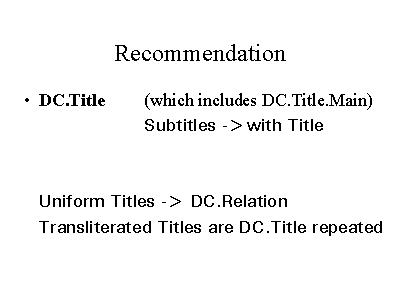 Recommendation
• DC.Title (which includes DC.Title.Main)
Subtitles -> with Title
Uniform Titles -> DC.Relation
Transliterated Titles are DC.Title repeated